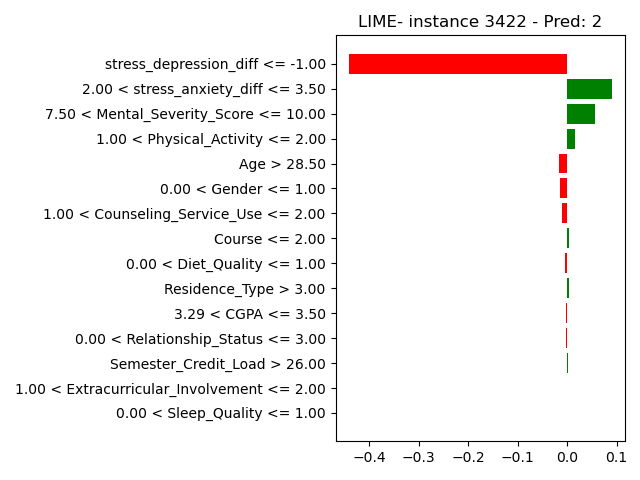 LIME- instance 3422 - Pred: 2
stress_depression_diff <= -1.00
2.00 < stress_anxiety_diff <= 3.50
7.50 < Mental_Severity_Score <= 10.00
1.00 < Physical_Activity <= 2.00
Age > 28.50
0.00 < Gender <= 1.00
1.00 < Counseling_Service_Use <= 2.00
Course <= 2.00
0.00 < Diet_Quality <= 1.00
Residence_Type > 3.00
3.29 < CGPA <= 3.50
0.00 < Relationship_Status <= 3.00
Semester_Credit_Load > 26.00
1.00 < Extracurricular_Involvement <= 2.00
0.00 < Sleep_Quality <= 1.00
−0.4 −0.3 −0.2 −0.1 0.0 0.1